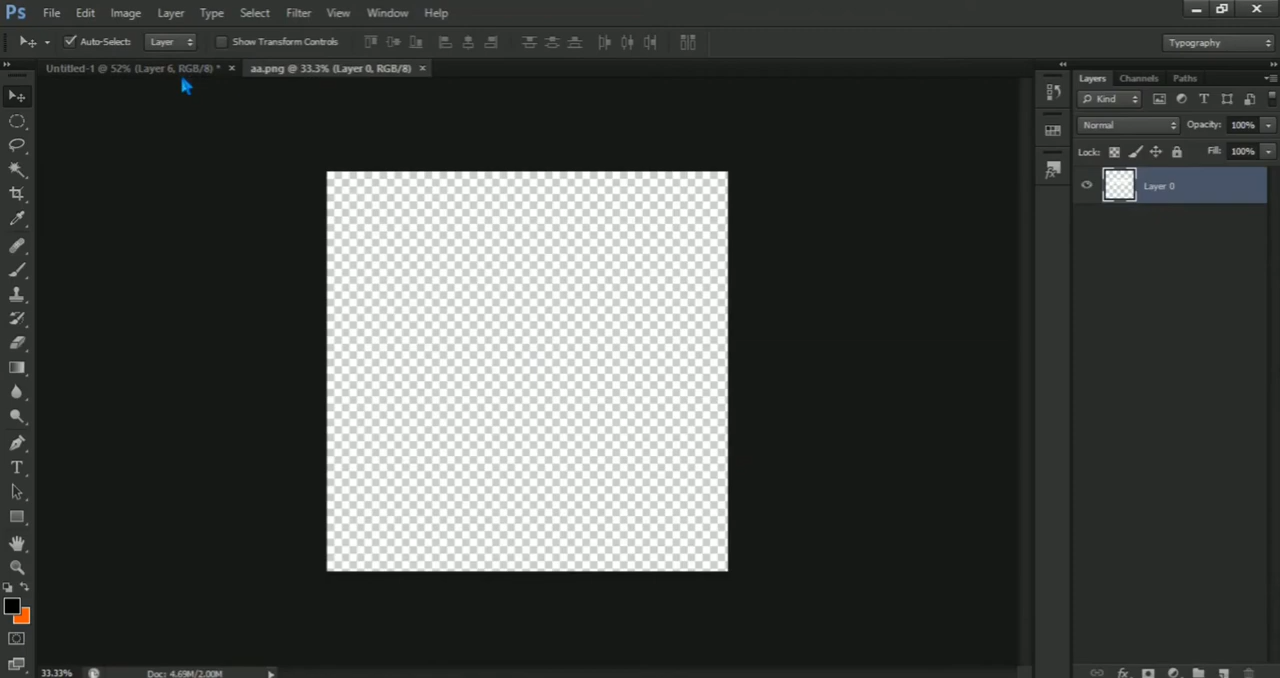 Ps File Edit Image Layer Type Select Filter View Window Help
Auto-Select: Layer Show Transform Controls Typography
Untitled-1 @ 52% (Layer 6, RGB/8) * × aa.png @ 33.3% (Layer 0, RGB/8) ×
Layers Channels Paths
Kind
Normal Opacity: 100%
Lock: Fill: 100%
Layer 0
33.33% Doc: 4.69M/2.00M